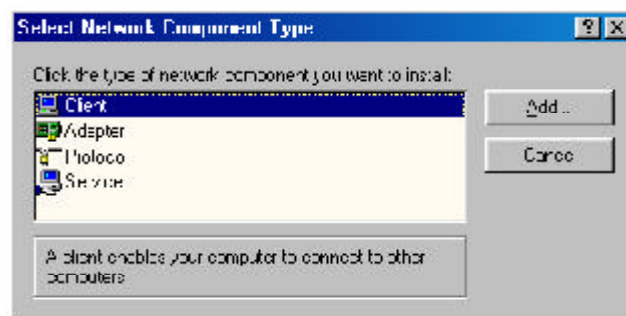 Select Network Component Type
Click the type of network component you want to install:
Client
Adapter
Protocol
Service
Add...
Cancel
A client enables your computer to connect to other
computers